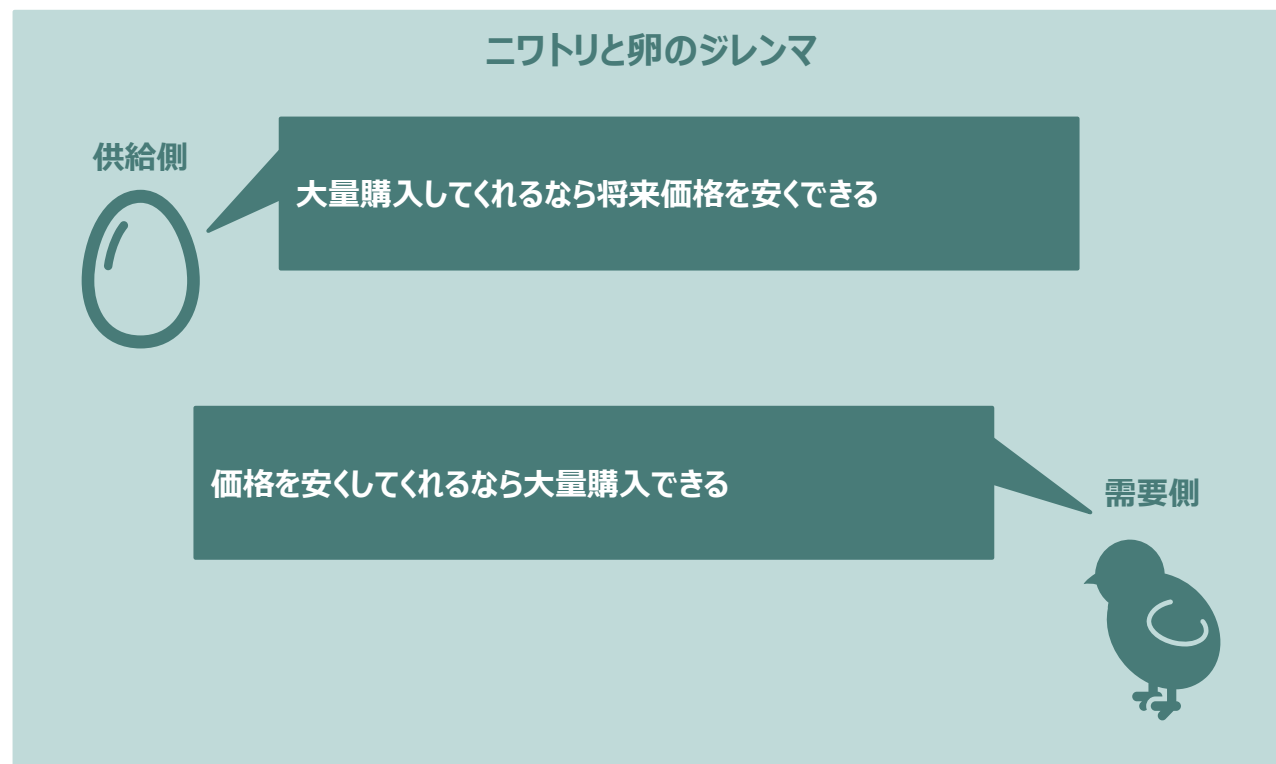 ニワトリと卵のジレンマ
供給側
大量購入してくれるなら将来価格を安くできる
価格を安くしてくれるなら大量購入できる
需要側